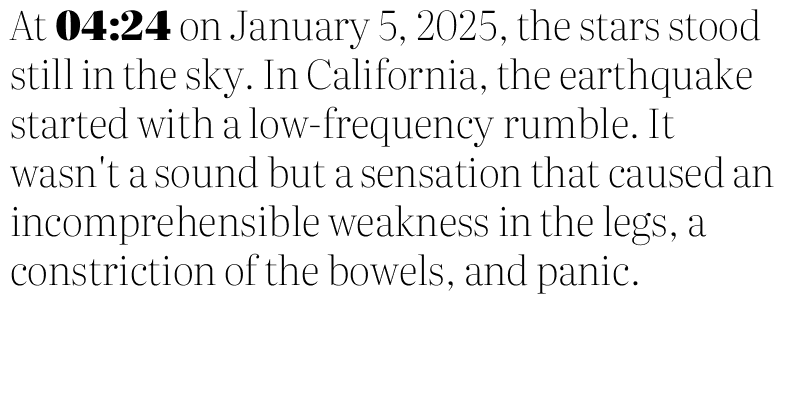 At 04:24 on January 5, 2025, the stars stood
still in the sky. In California, the earthquake
started with a low-frequency rumble. It
wasn't a sound but a sensation that caused an
incomprehensible weakness in the legs, a
constriction of the bowels, and panic.